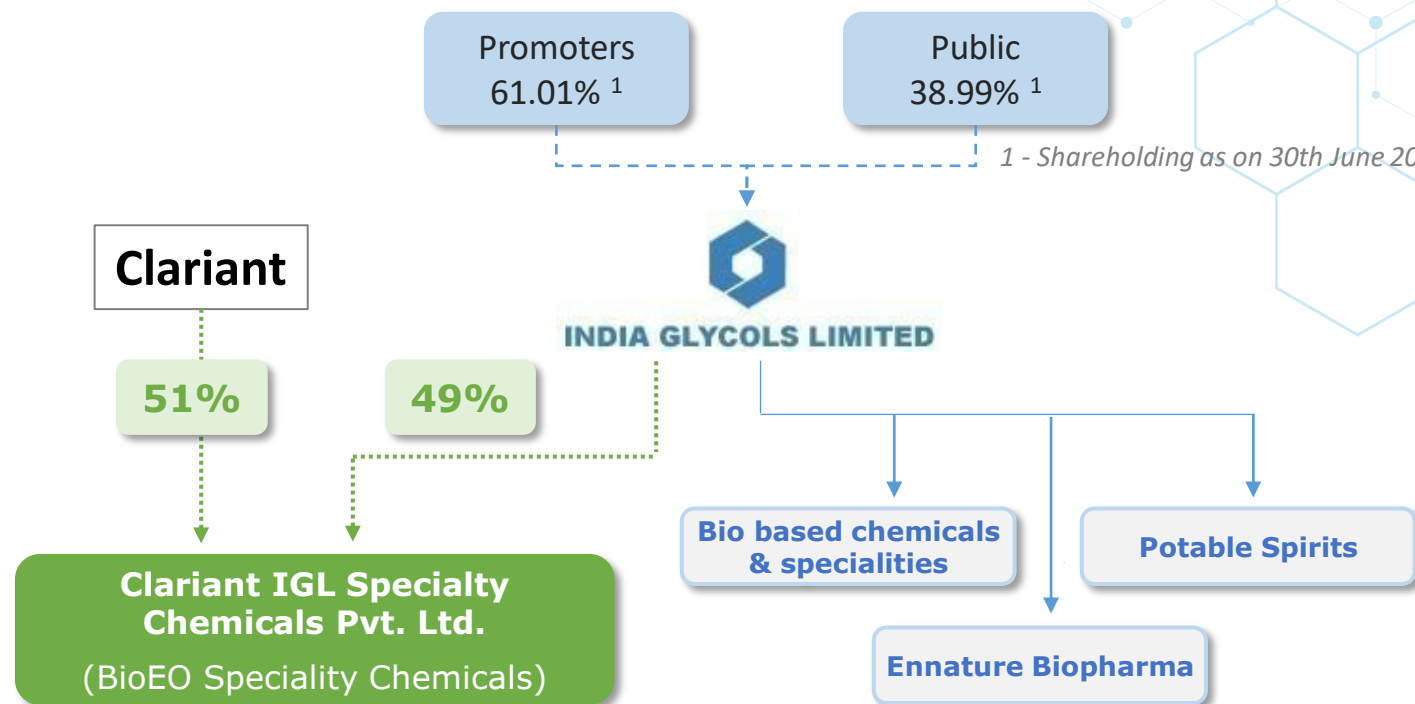 Promoters
61.01% 1
Public
38.99% 1
1 - Shareholding as on 30th June
Clariant
INDIA GLYCOLS LIMITED
51%
49%
Bio based chemicals
& specialities
Potable Spirits
Clariant IGL Specialty
Chemicals Pvt. Ltd.
(BioEO Speciality Chemicals)
Ennature Biopharma